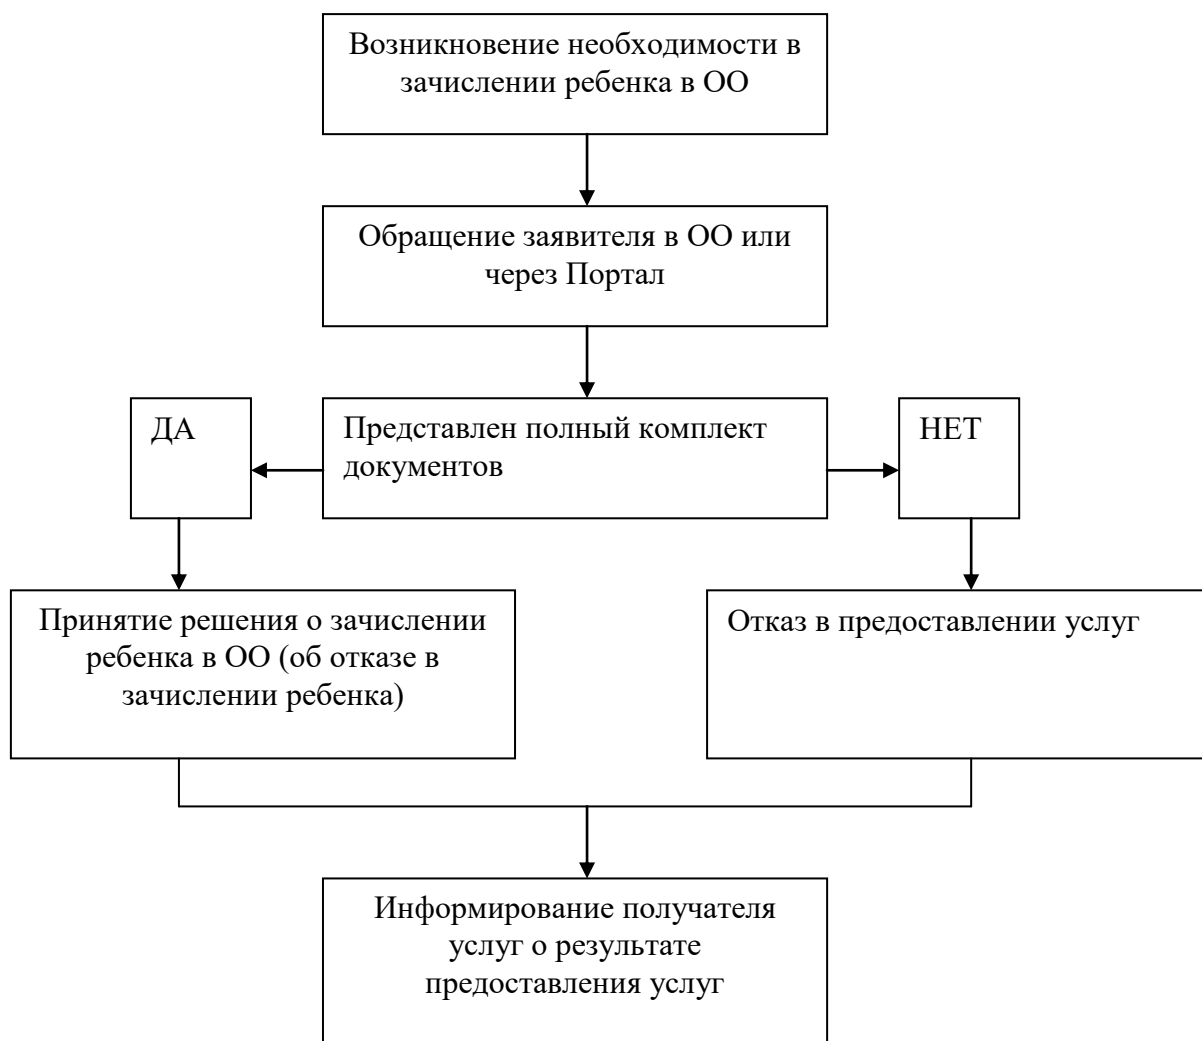 Возникновение необходимости в
зачислении ребенка в ОО
Обращение заявителя в ОО или
через Портал
ДА
Представлен полный комплект
документов
НЕТ
Принятие решения о зачислении
ребенка в ОО (об отказе в
зачислении ребенка)
Отказ в предоставлении услуг
Информирование получателя
услуг о результате
предоставления услуг